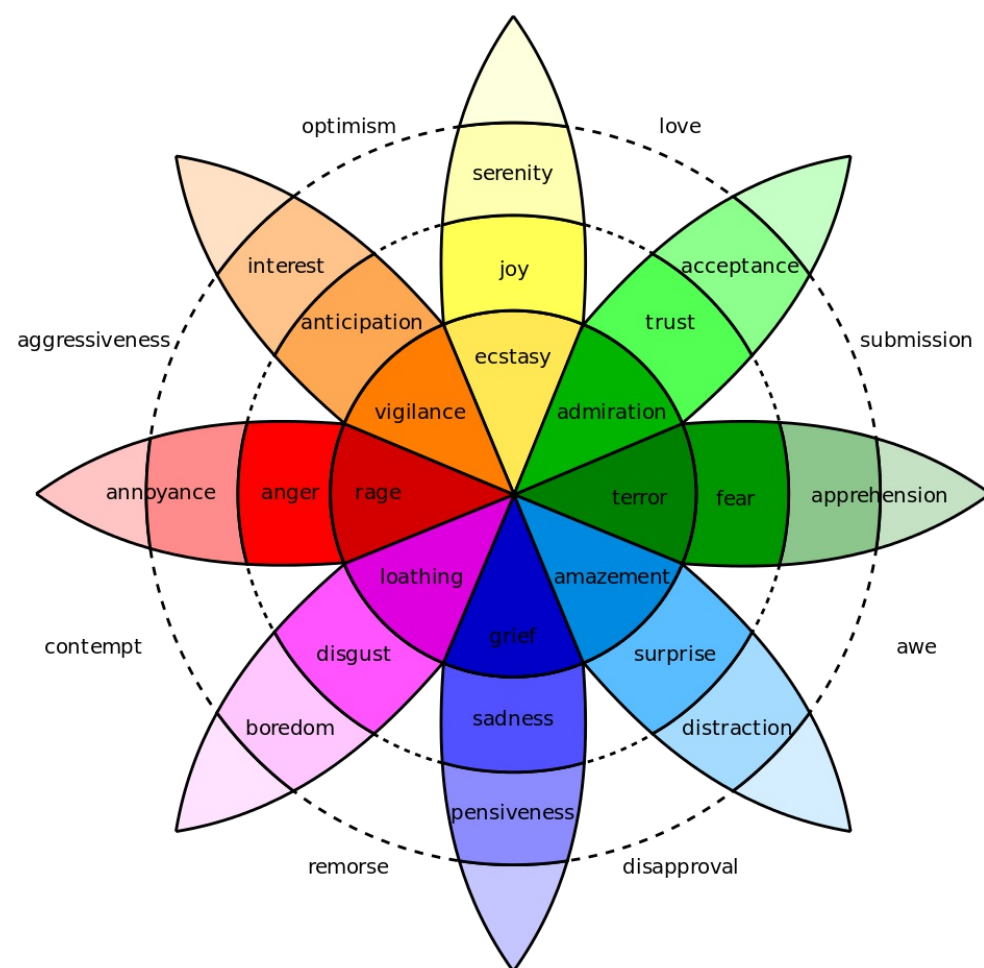 optimism
love
serenity
interest
joy
acceptance
anticipation
trust
aggressiveness
submission
ecstasy
vigilance
admiration
annoyance
anger
rage
terror
fear
apprehension
loathing
amazement
grief
contempt
disgust
surprise
awe
boredom
sadness
distraction
pensiveness
remorse
disapproval